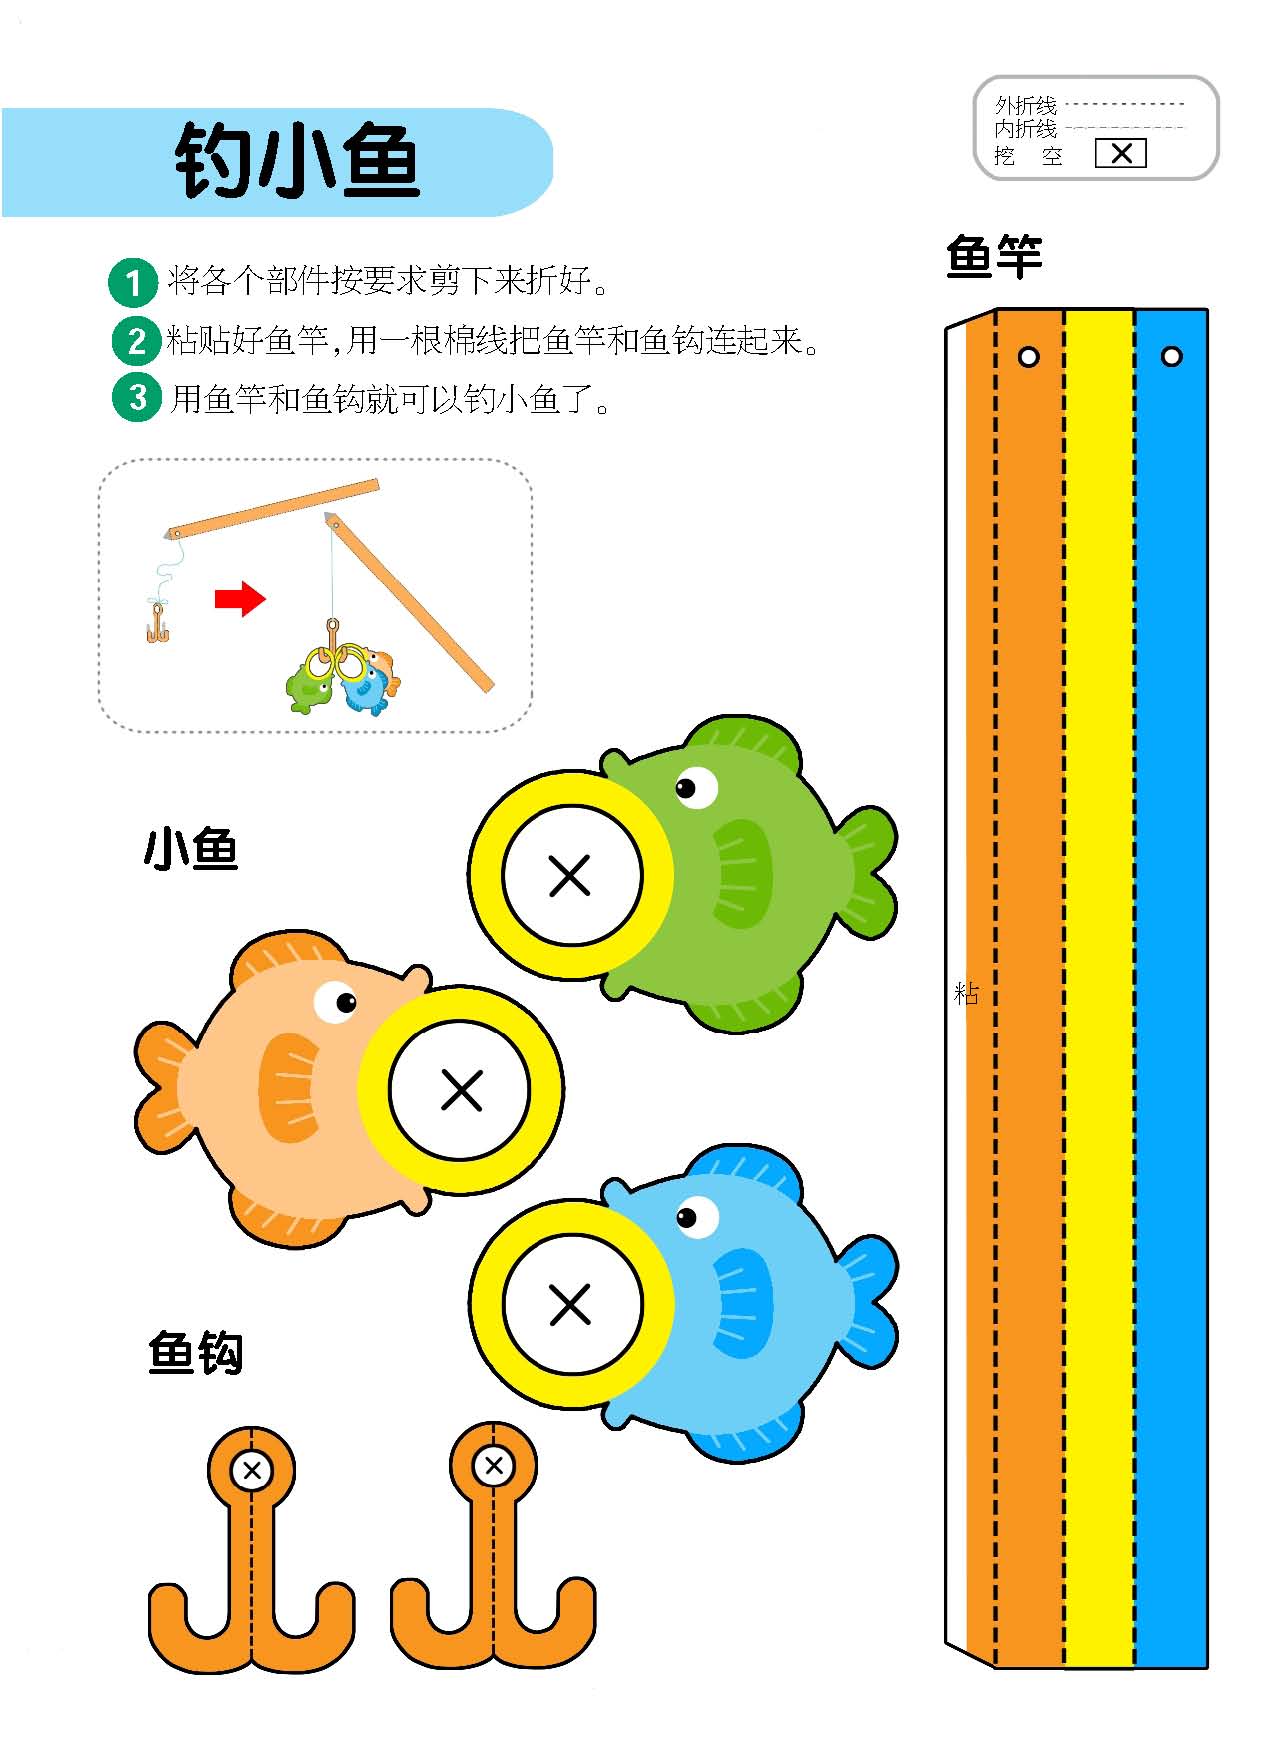 外折线
内折线
挖 空
钓小鱼
1 将各个部件按要求剪下来折好。
2 粘贴好鱼竿,用一根棉线把鱼竿和鱼钩连起来。
3 用鱼竿和鱼钩就可以钓小鱼了。
鱼竿
小鱼
粘
鱼钩